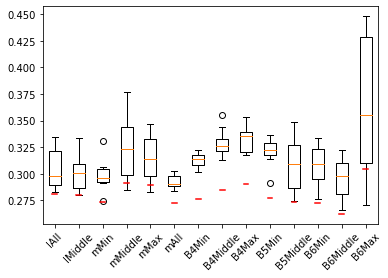 0.450
0.425
0.400
0.375
0.350
0.325
0.300
0.275
lAll
lMiddle
mMin
mMiddle
mMax
mAll
B4Min
B4Middle
B4Max
B5Min
B5Middle
B6Min
B6Middle
B6Max